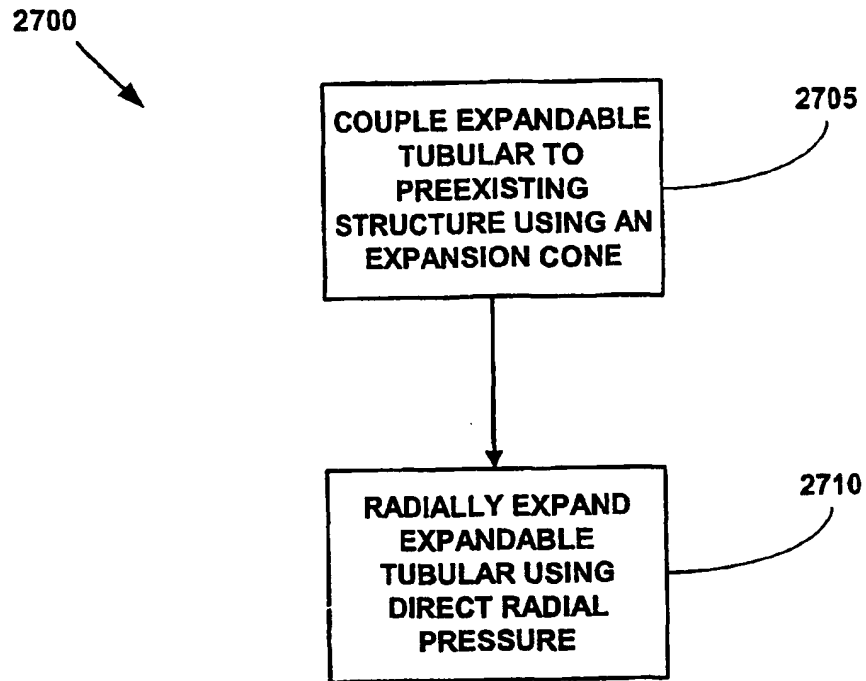 2700
2705
COUPLE EXPANDABLE
TUBULAR TO
PREEXISTING
STRUCTURE USING AN
EXPANSION CONE
2710
RADIALLY EXPAND
EXPANDABLE
TUBULAR USING
DIRECT RADIAL
PRESSURE